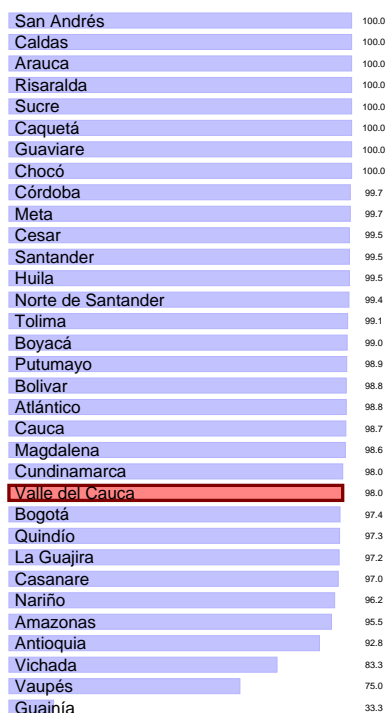 San Andrés 100.0
Caldas 100.0
Arauca 100.0
Risaralda 100.0
Sucre 100.0
Caquetá 100.0
Guaviare 100.0
Chocó 100.0
Córdoba 99.7
Meta 99.7
Cesar 99.5
Santander 99.5
Huila 99.5
Norte de Santander 99.4
Tolima 99.1
Boyacá 99.0
Putumayo 98.9
Bolivar 98.8
Atlántico 98.8
Cauca 98.7
Magdalena 98.6
Cundinamarca 98.0
Valle del Cauca 98.0
Bogotá 97.4
Quindío 97.3
La Guajira 97.2
Casanare 97.0
Nariño 96.2
Amazonas 95.5
Antioquia 92.8
Vichada 83.3
Vaupés 75.0
Guainía 33.3